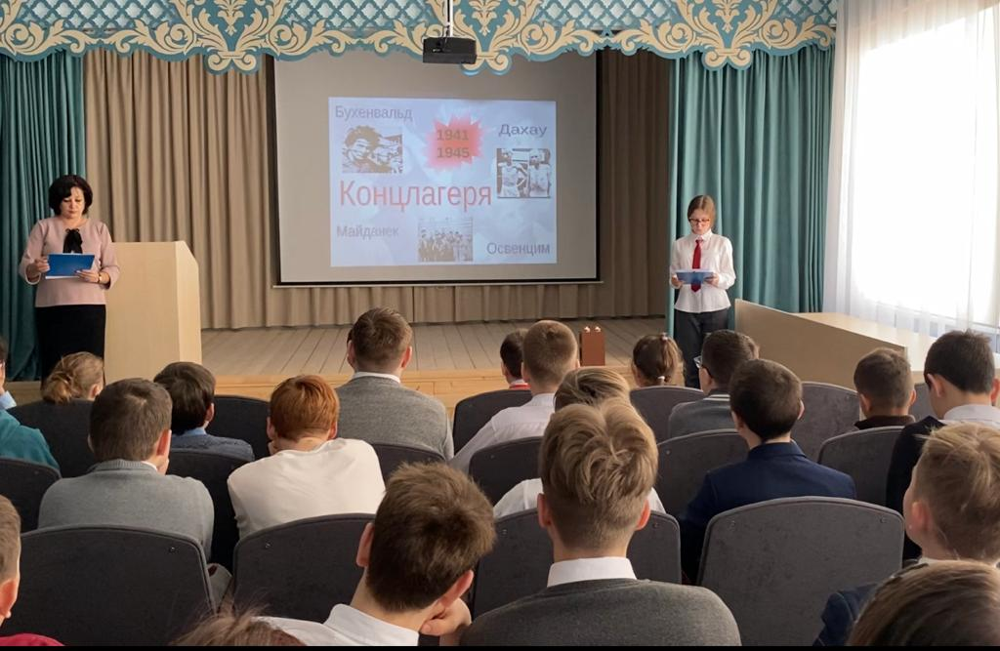 Бухенвальд
1941
1945
Дахау
Концлагеря
Майданек
Освенцим